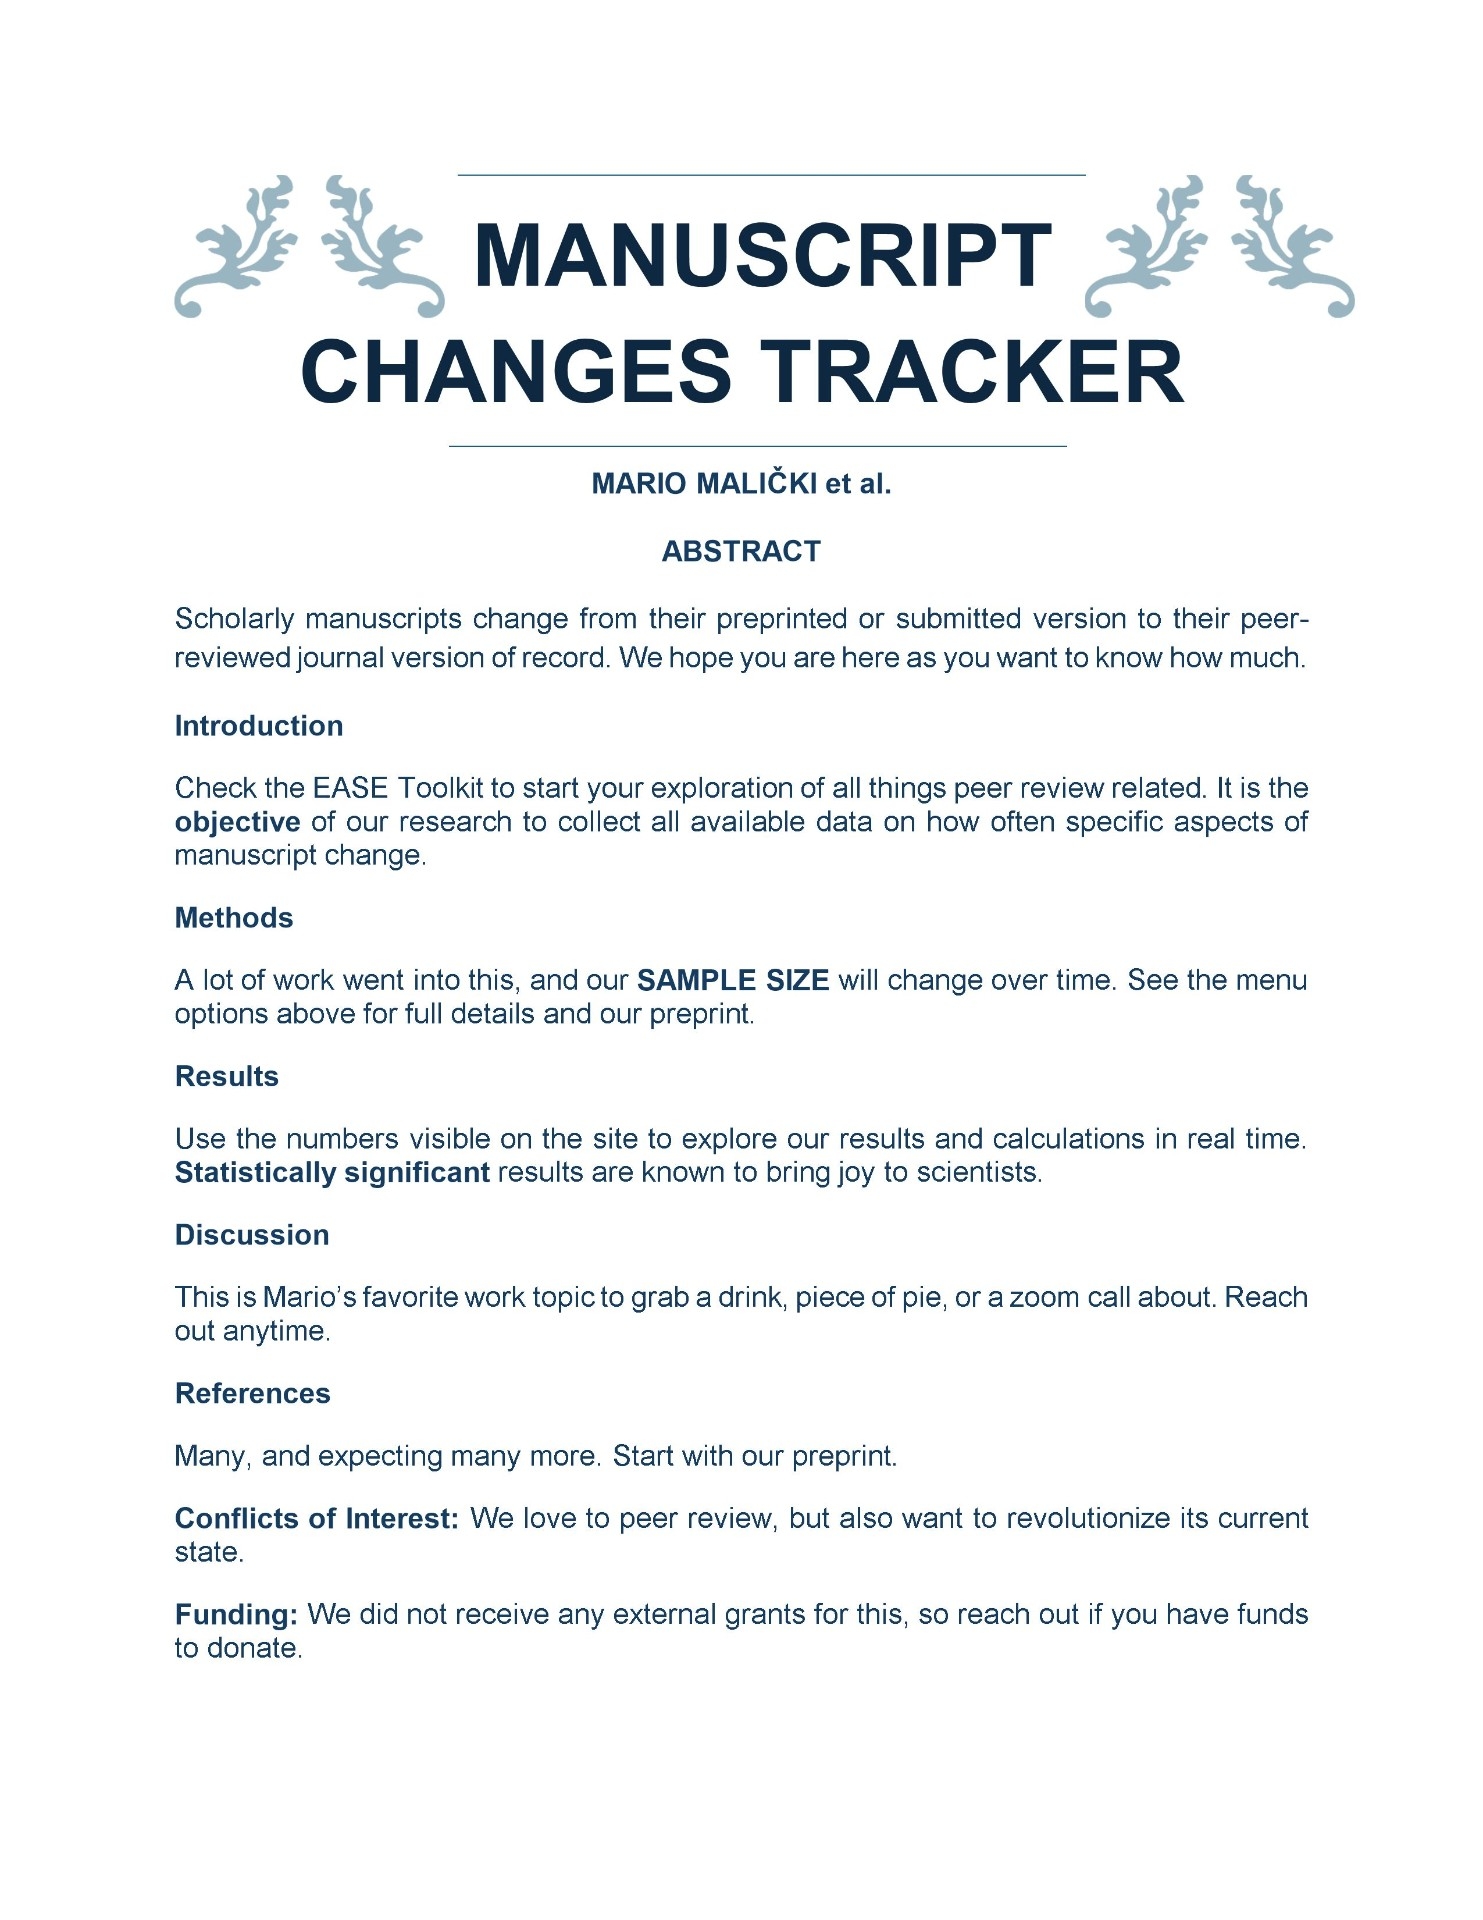 MANUSCRIPT
CHANGES TRACKER
MARIO MALIČKI et al.
ABSTRACT
Scholarly manuscripts change from their preprinted or submitted version to their peer-
reviewed journal version of record. We hope you are here as you want to know how much.
Introduction
Check the EASE Toolkit to start your exploration of all things peer review related. It is the
objective of our research to collect all available data on how often specific aspects of
manuscript change.
Methods
A lot of work went into this, and our SAMPLE SIZE will change over time. See the menu
options above for full details and our preprint.
Results
Use the numbers visible on the site to explore our results and calculations in real time.
Statistically significant results are known to bring joy to scientists.
Discussion
This is Mario’s favorite work topic to grab a drink, piece of pie, or a zoom call about. Reach
out anytime.
References
Many, and expecting many more. Start with our preprint.
Conflicts of Interest: We love to peer review, but also want to revolutionize its current
state.
Funding: We did not receive any external grants for this, so reach out if you have funds
to donate.